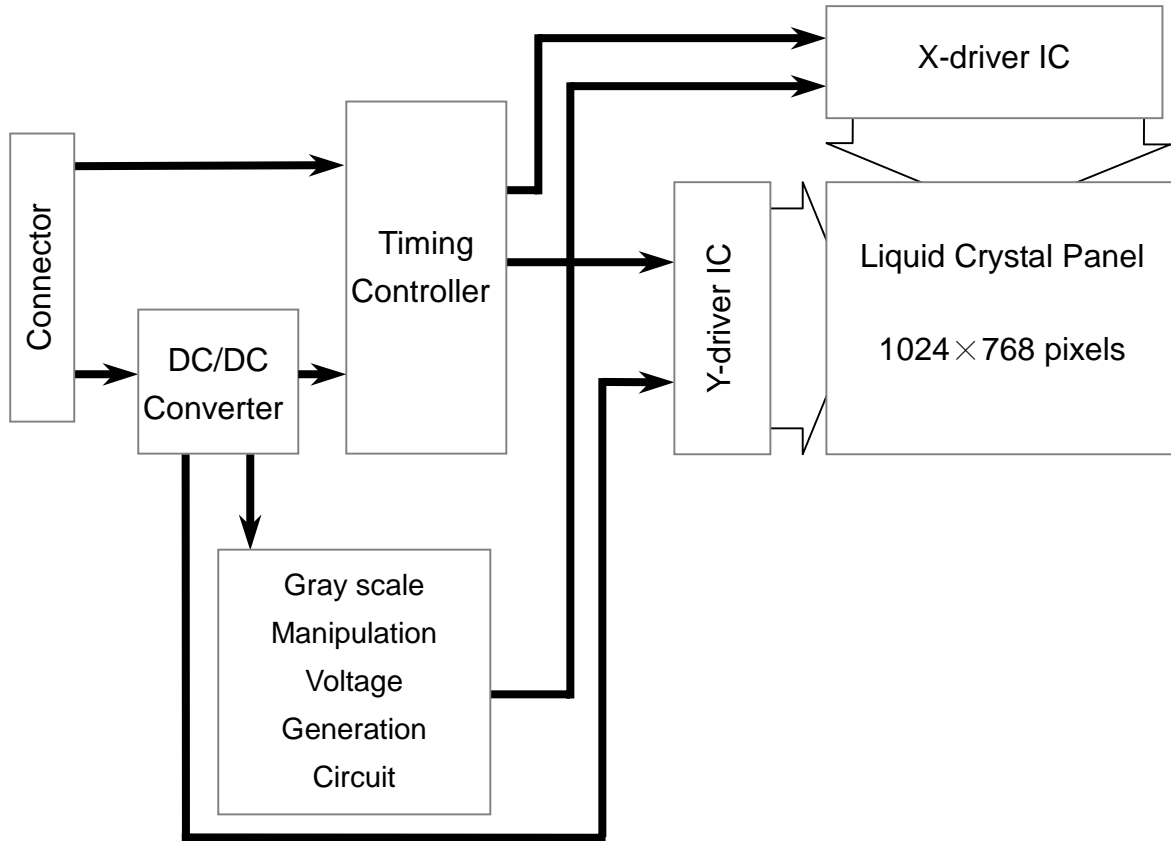 X-driver IC
Connector
Timing
Controller
Y-driver IC
Liquid Crystal Panel
1024×768 pixels
DC/DC
Converter
Gray scale
Manipulation
Voltage
Generation
Circuit